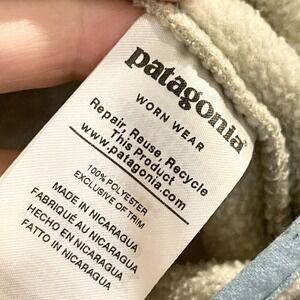 patagonia®
WORN WEAR
Repair, Reuse, Recycle
This Product
www.patagonia.com
100% POLYESTER
EXCLUSIVE OF TRIM
MADE IN NICARAGUA
FABRIQUÉ AU NICARAGUA
HECHO EN NICARAGUA
FATTO IN NICARAGUA